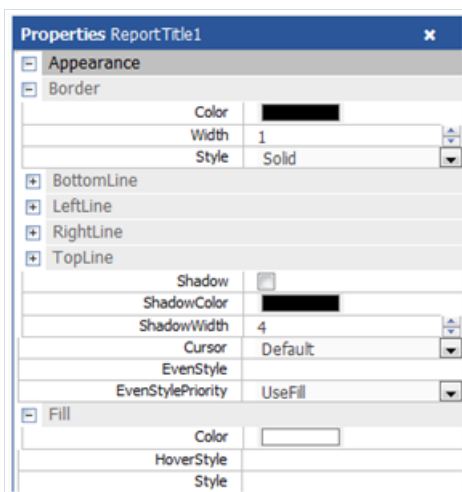 Properties ReportTitle1
Appearance
Border
Color
Width 1
Style Solid
BottomLine
LeftLine
RightLine
TopLine
Shadow
ShadowColor
ShadowWidth 4
Cursor Default
EvenStyle
EvenStylePriority UseFill
Fill
Color
HoverStyle
Style